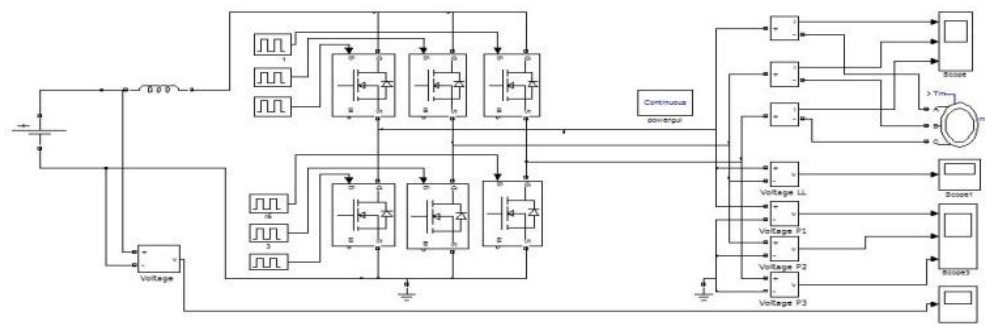 1
Continuous
powergui
Scope
Tm
A
B
C
m
Voltage LL
Scope1
Voltage P1
Voltage P2
Scope3
Voltage P3
3
Voltage